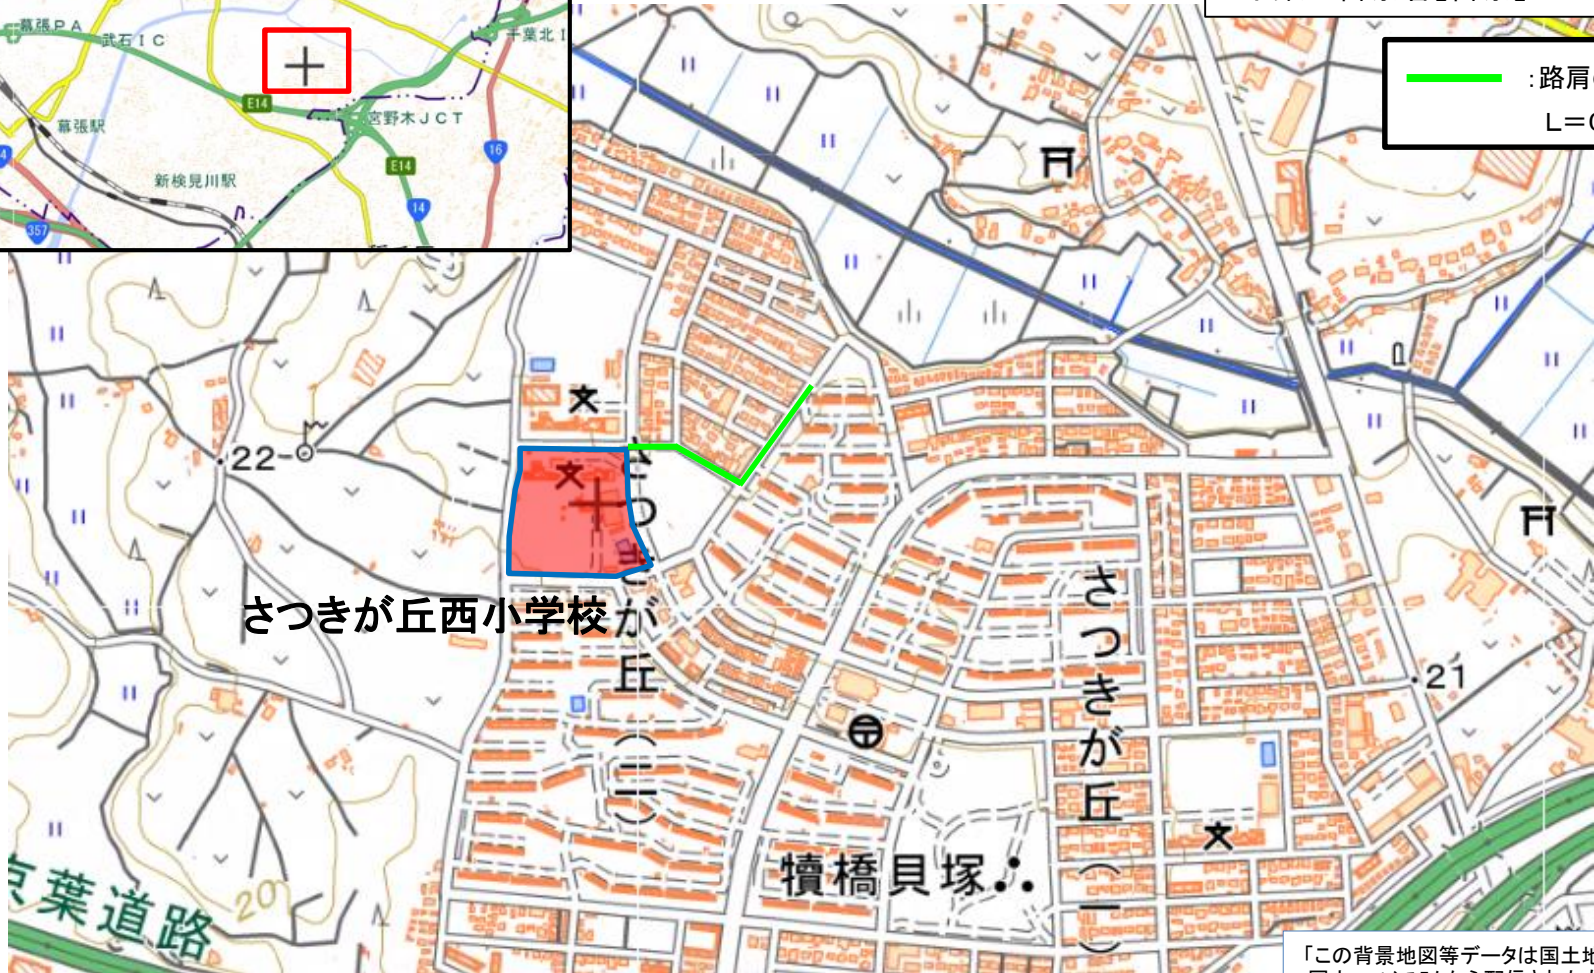 幕張PA
武石IC
千葉北I
E14
幕張駅
宮野木JCT
E14
16
新検見川駅
14
357
:路肩
L=
22
さつきが丘(二)
さつきが丘西小学校
さつきが丘(一)
21
犢橋貝塚
京葉道路
20
「この背景地図等データは国土地